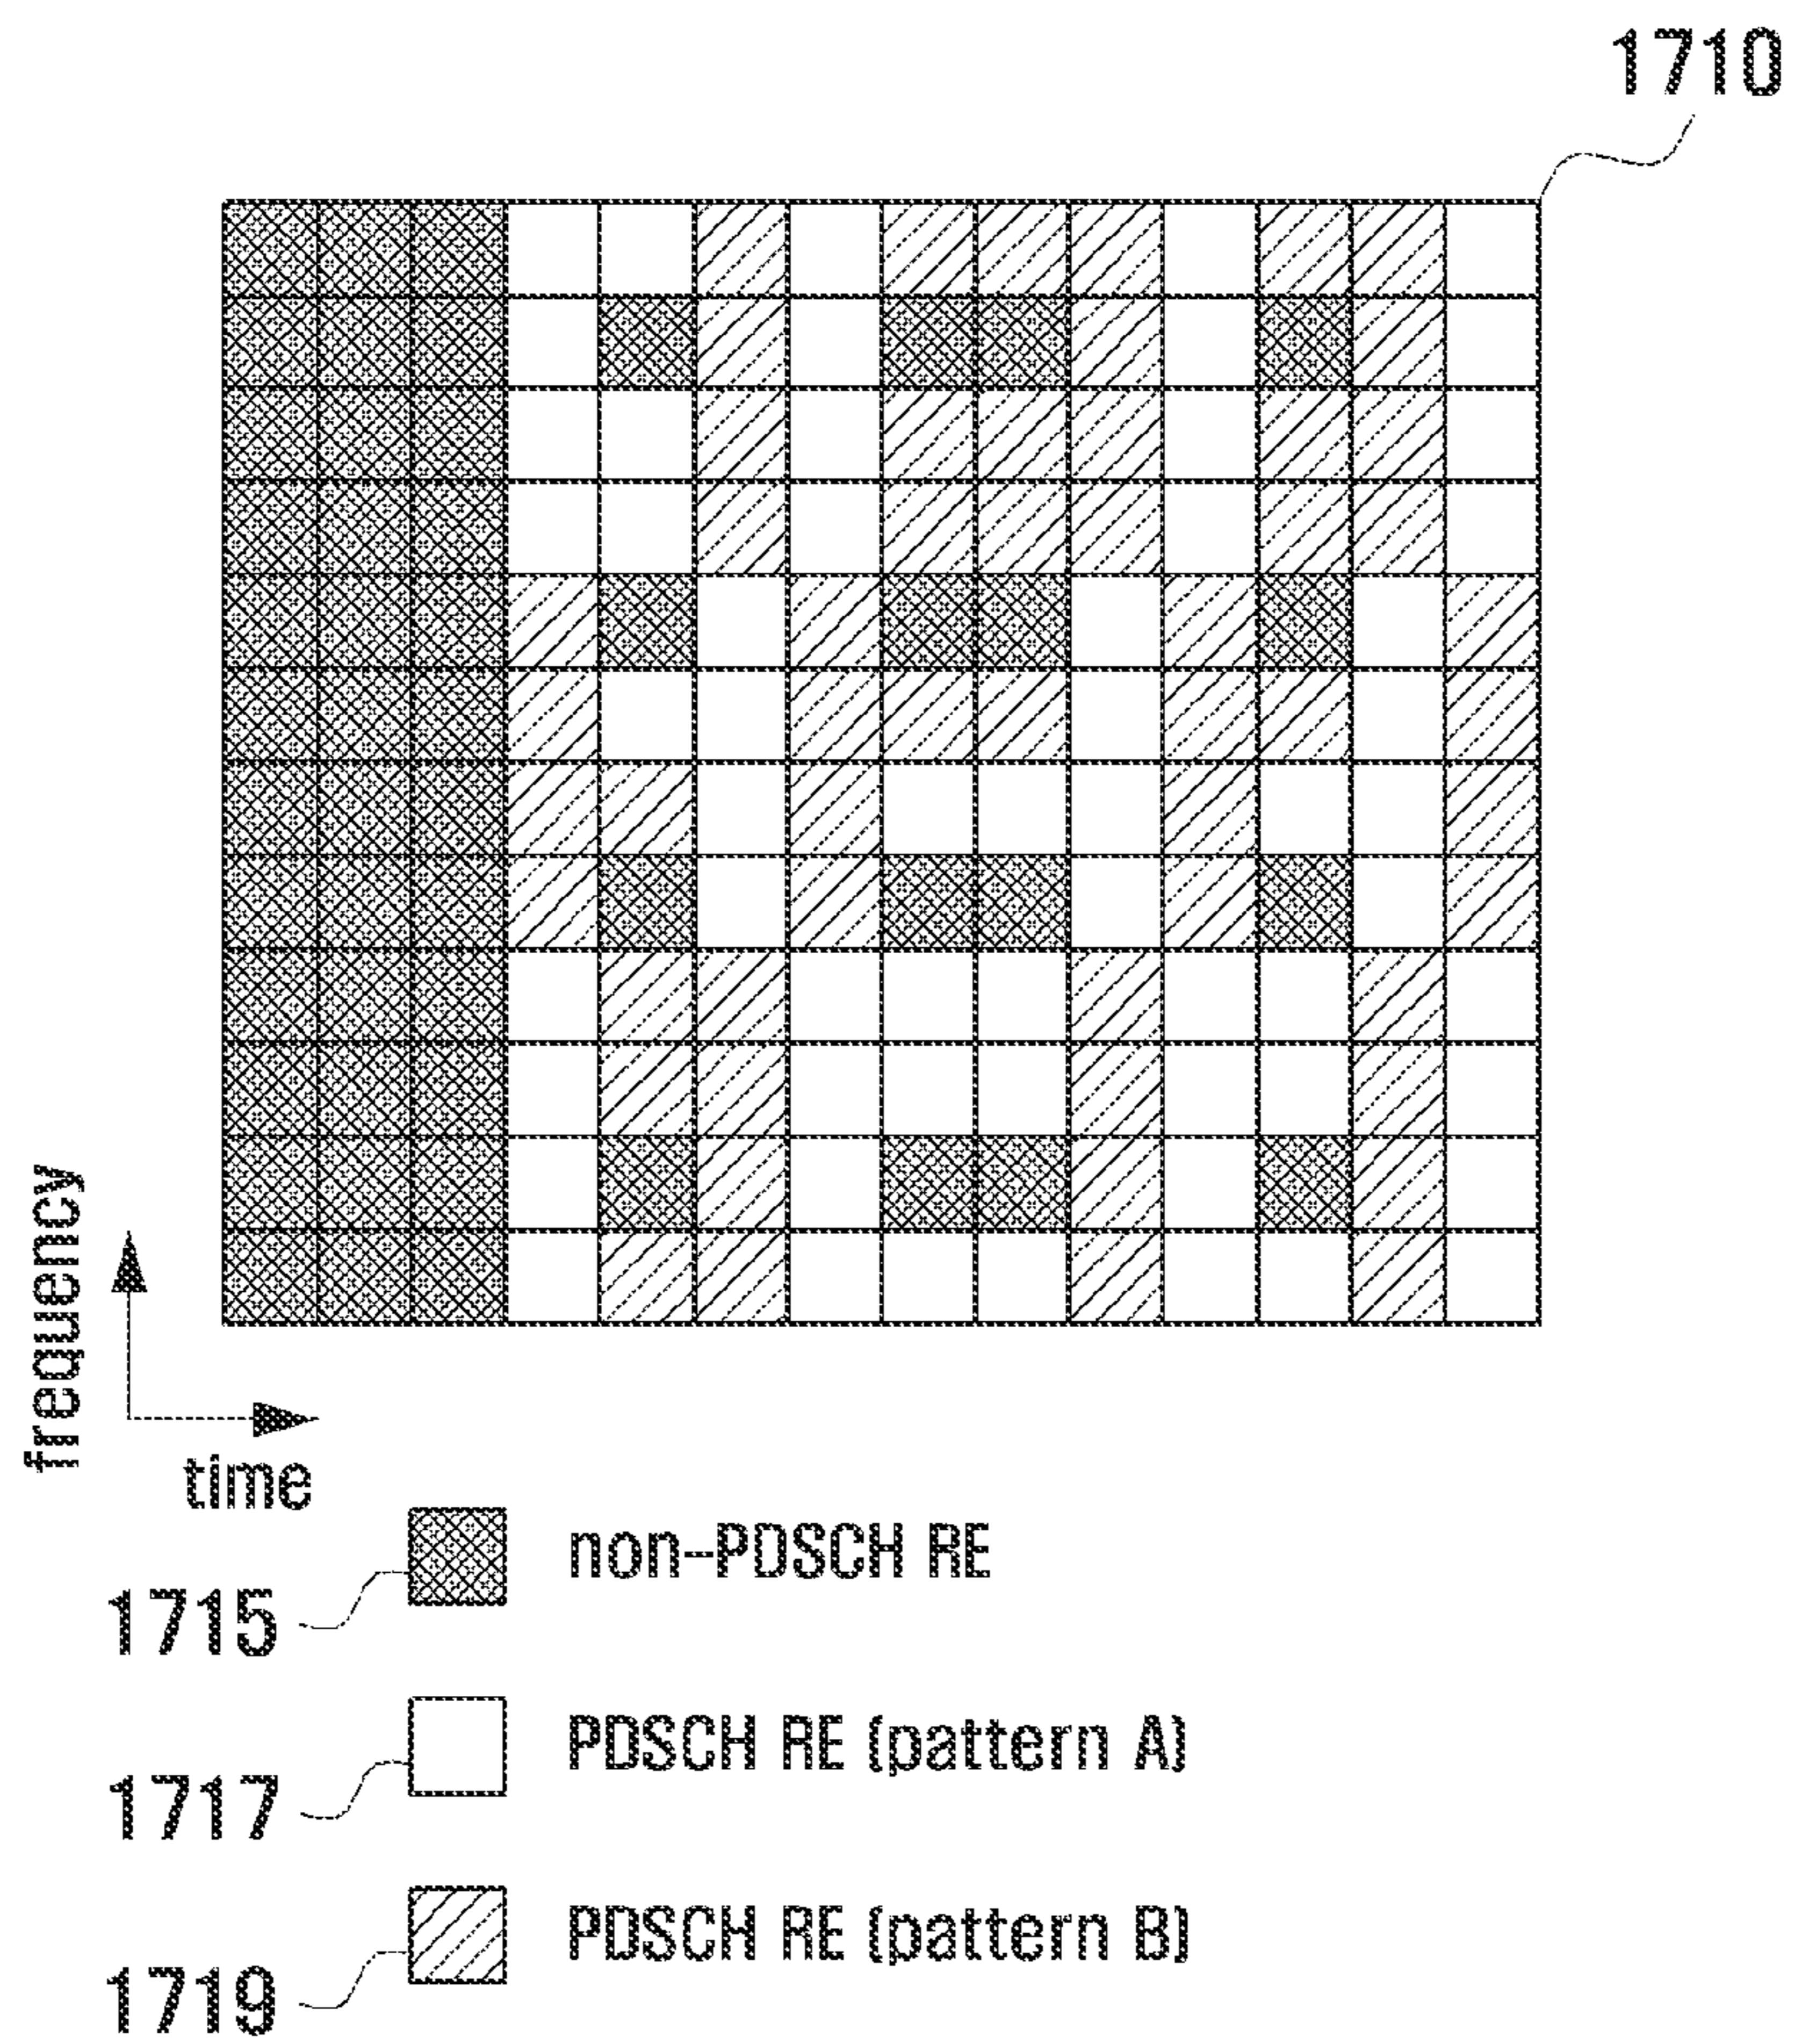 1710
frequency
time
non-PDSCH RE
1715
PDSCH RE (pattern A)
1717
PDSCH RE (pattern B)
1719